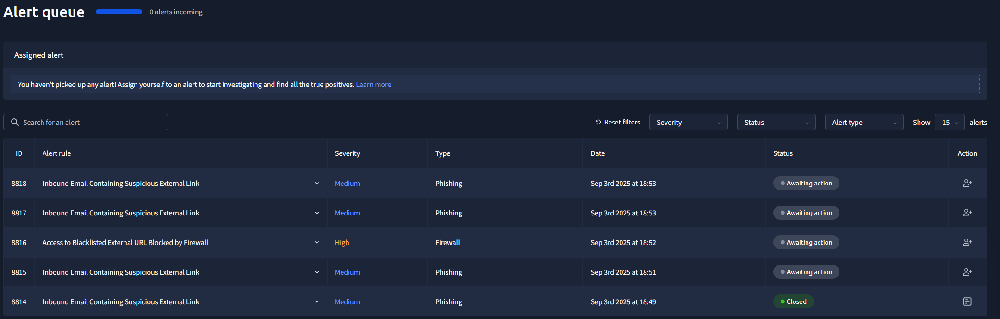 Alert queue 0 alerts incoming
Assigned alert
You haven’t picked up any alert! Assign yourself to an alert to start investigating and find all the true positives. Learn more
Search for an alert Reset filters Severity Status Alert type Show 15 alerts
ID Alert rule Severity Type Date Status Action
8818 Inbound Email Containing Suspicious External Link Medium Phishing Sep 3rd 2025 at 18:53 Awaiting action
8817 Inbound Email Containing Suspicious External Link Medium Phishing Sep 3rd 2025 at 18:53 Awaiting action
8816 Access to Blacklisted External URL Blocked by Firewall High Firewall Sep 3rd 2025 at 18:52 Awaiting action
8815 Inbound Email Containing Suspicious External Link Medium Phishing Sep 3rd 2025 at 18:51 Awaiting action
8814 Inbound Email Containing Suspicious External Link Medium Phishing Sep 3rd 2025 at 18:49 Closed